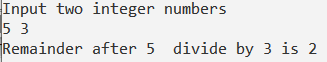 Input two integer numbers
5 3
Remainder after 5  divide by 3 is 2